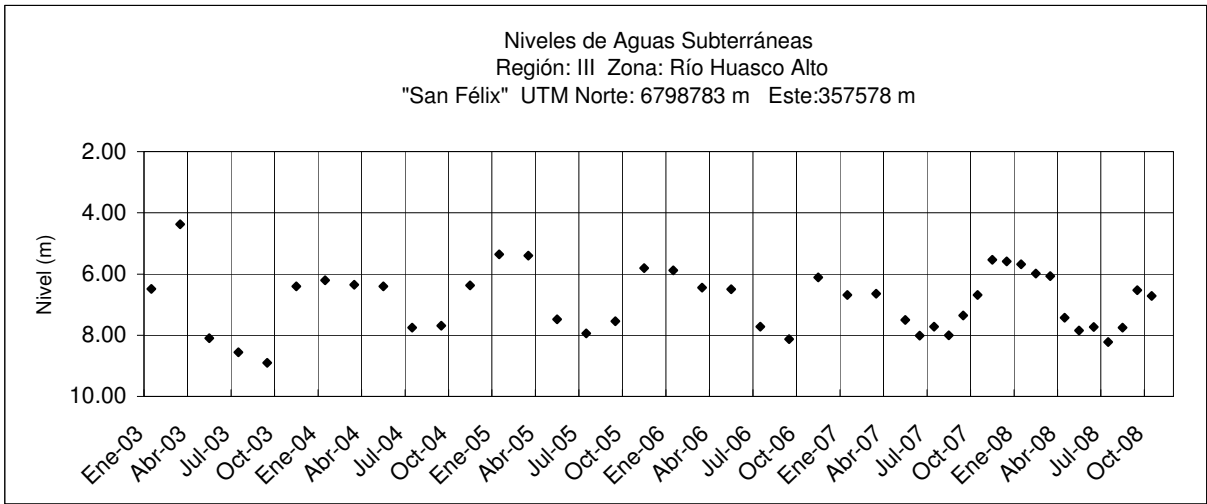 Niveles de Aguas Subterráneas
Región: III Zona: Río Huasco Alto
"San Félix" UTM Norte: 6798783 m Este:357578 m
Nivel (m)
2.00
4.00
6.00
8.00
10.00
Ene-03
Abr-03
Jul-03
Oct-03
Ene-04
Abr-04
Jul-04
Oct-04
Ene-05
Abr-05
Jul-05
Oct-05
Ene-06
Abr-06
Jul-06
Oct-06
Ene-07
Abr-07
Jul-07
Oct-07
Ene-08
Abr-08
Jul-08
Oct-08